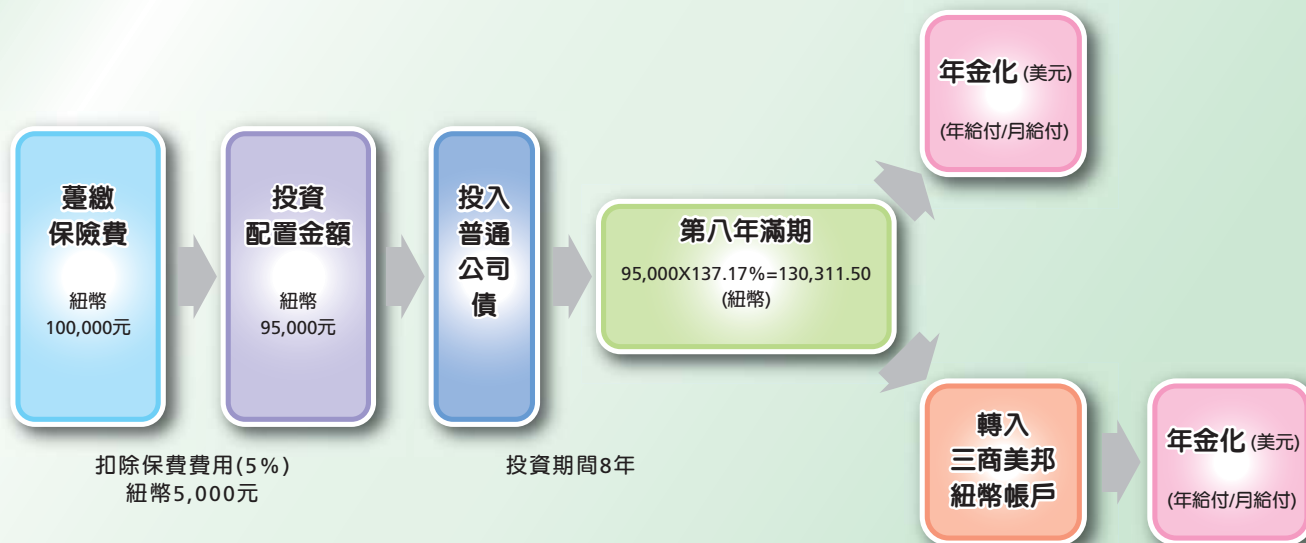 躉繳
保險費
紐幣
100,000元
投資
配置金額
紐幣
95,000元
扣除保費費用(5%)
紐幣5,000元
投入
普通
公司
債
投資期間8年
第八年滿期
95,000X137.17%=130,311.50
(紐幣)
年金化 (美元)
(年給付/月給付)
轉入
三商美邦
紐幣帳戶
年金化 (美元)
(年給付/月給付)